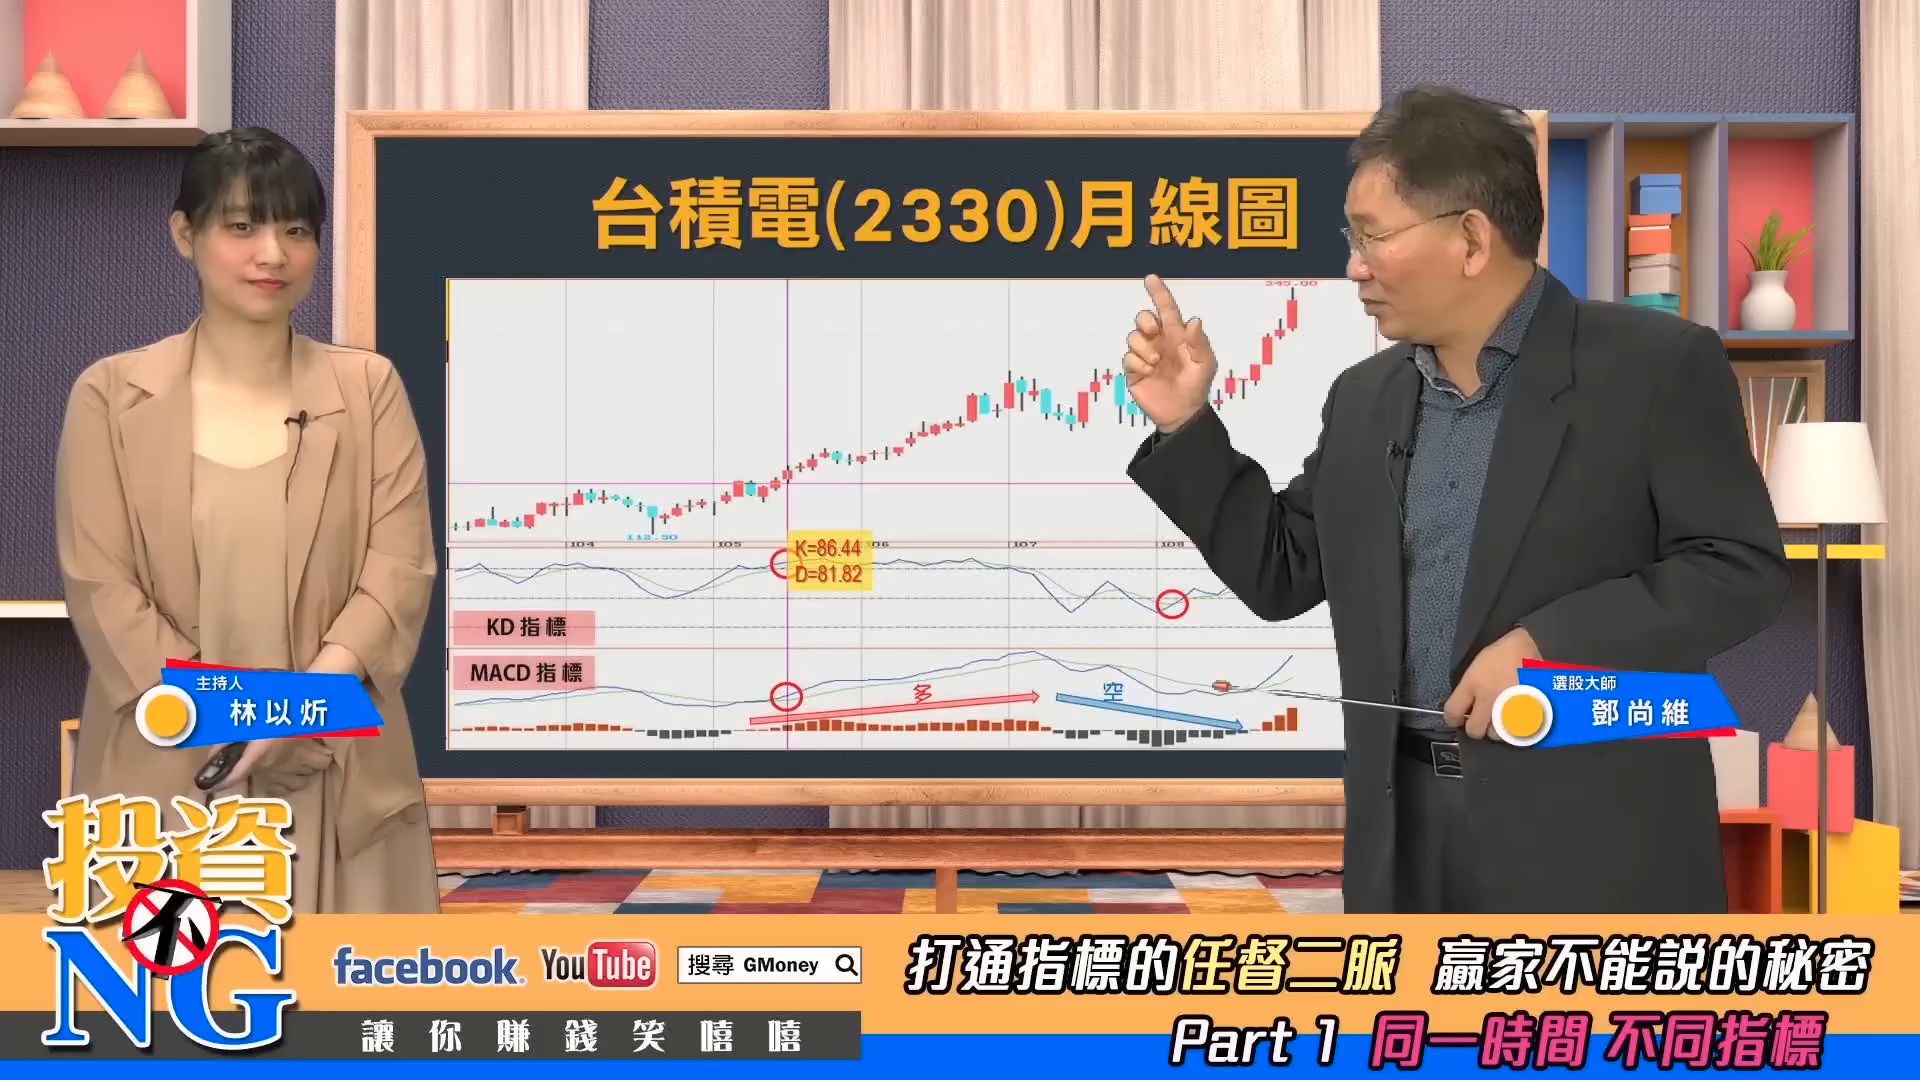 台積電(2330)月線圖
345.00
112.50
104
105
106
107
108
K=86.44
D=81.82
KD 指標
MACD 指標
多
空
主持人
林以炘
選股大師
鄧尚維
投資
不
NG
facebook.
YouTube
搜尋 GMoney
讓你賺錢笑嘻嘻
打通指標的任督二脈 贏家不能說的秘密
Part 1 同一時間 不同指標